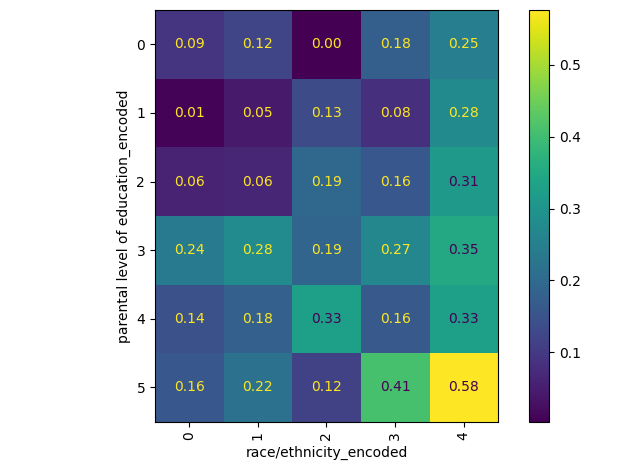 parental level of education_encoded
0 0.09 0.12 0.00 0.18 0.25
1 0.01 0.05 0.13 0.08 0.28
2 0.06 0.06 0.19 0.16 0.31
3 0.24 0.28 0.19 0.27 0.35
4 0.14 0.18 0.33 0.16 0.33
5 0.16 0.22 0.12 0.41 0.58
0 1 2 3 4
race/ethnicity_encoded
0.5
0.4
0.3
0.2
0.1